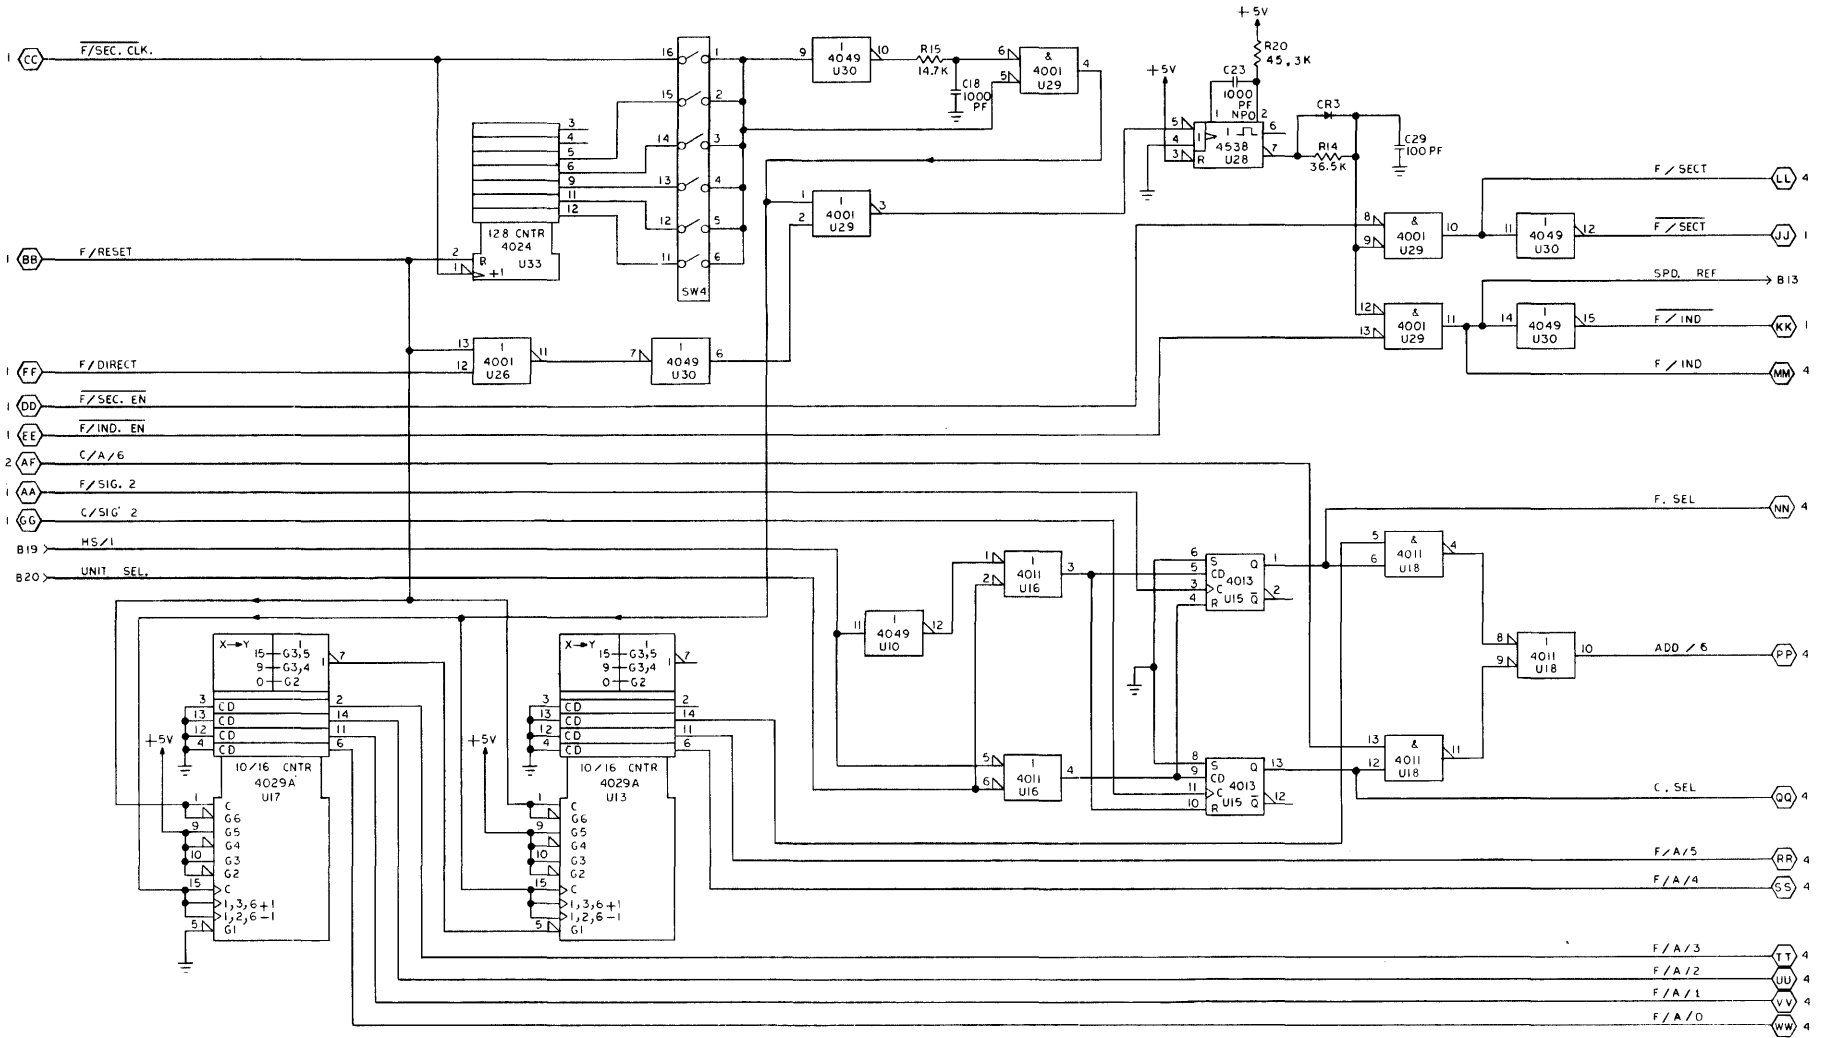 +5V
R20
45.3K
1 CC F/SEC. CLK.
16 1
9 1 10
4049
U30
R15
14.7K
C18
1000
PF
6 & 4
5 4001
U29
+5V
C23
1000
PF
NPO
1 2
5 1 6
4 4538 7
3 R U28
CR3
R14
36.5K
C29
100 PF
15 2
14 3
13 4
12 5
11 6
SW4
3
4
5
6
9
11
12
128 CNTR
4024
U33
2 R
1 +1
1 BB F/RESET
1 1 3
2 4001
U29
F/SECT LL 4
8 & 10
9 4001
U29
11 1 12
4049
U30
F/SECT JJ 1
SPD. REF B13
12 & 11
13 4001
U29
14 1 15
4049
U30
F/IND KK 1
F/IND MM 4
13 1 11
12 4001
U26
7 1 6
4049
U30
1 FF F/DIRECT
1 DD F/SEC. EN
1 EE F/IND. EN
2 AF C/A/6
1 AA F/SIG. 2
1 GG C/SIG 2
B19 HS/1
B20 UNIT SEL.
F. SEL NN 4
1 1 3
2 4011
U16
11 1 12
4049
U10
6 S Q 1
5 CD
3 C 4013
4 R U15 Q 2
5 & 4
6 4011
U18
8 1 10
9 4011
U18
ADD / 6 PP 4
5 1 4
6 4011
U16
8 S Q 13
9 CD
11 C 4013
10 R U15 Q 12
13 & 11
12 4011
U18
C. SEL QQ 4
X→Y 1
15 G3,5
9 G3,4
0 G2
1 7
3 CD 2
13 CD 14
12 CD 11
4 CD 6
+5V
10/16 CNTR
4029A
U17
1 C
G6
9 G5
G4
10 G3
G2
15 C
1,3,6+1
1,2,6-1
5 G1
X→Y 1
15 G3,5
9 G3,4
0 G2
1 7
3 CD 2
13 CD 14
12 CD 11
4 CD 6
+5V
10/16 CNTR
4029A
U13
1 C
G6
9 G5
G4
10 G3
G2
15 C
1,3,6+1
1,2,6-1
5 G1
F/A/5 RR 4
F/A/4 SS 4
F/A/3 TT 4
F/A/2 UU 4
F/A/1 VV 4
F/A/0 WW 4